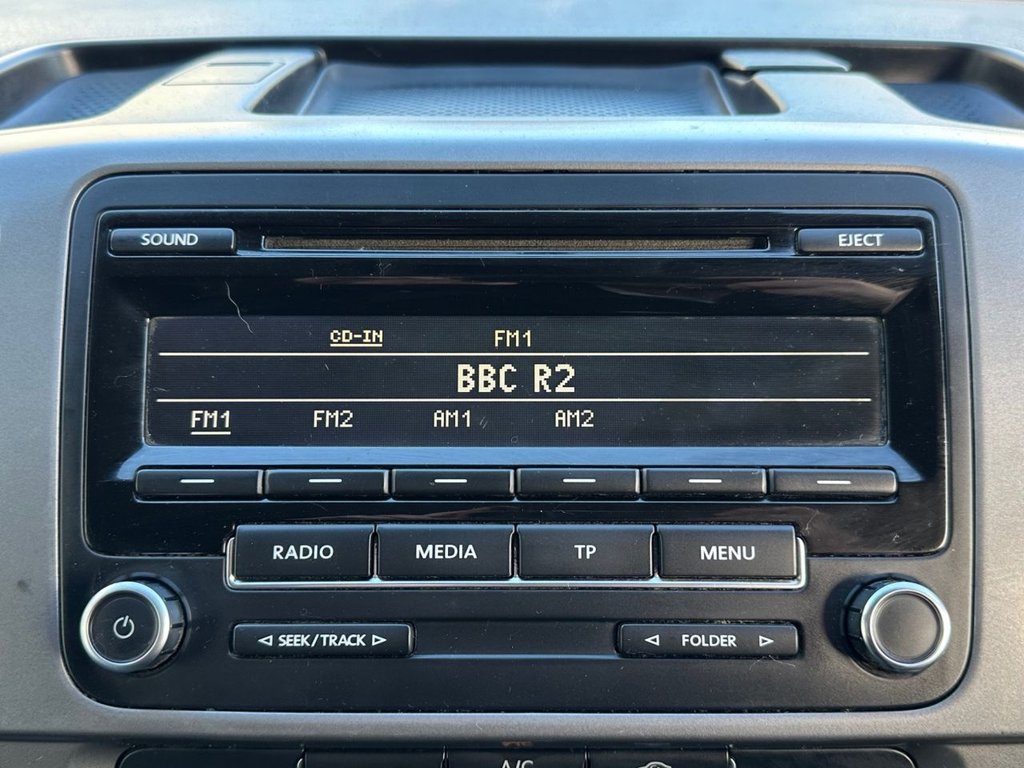 SOUND EJECT
CD-IN FM1
BBC R2
FM1 FM2 AM1 AM2
RADIO MEDIA TP MENU
SEEK/TRACK FOLDER
A/C